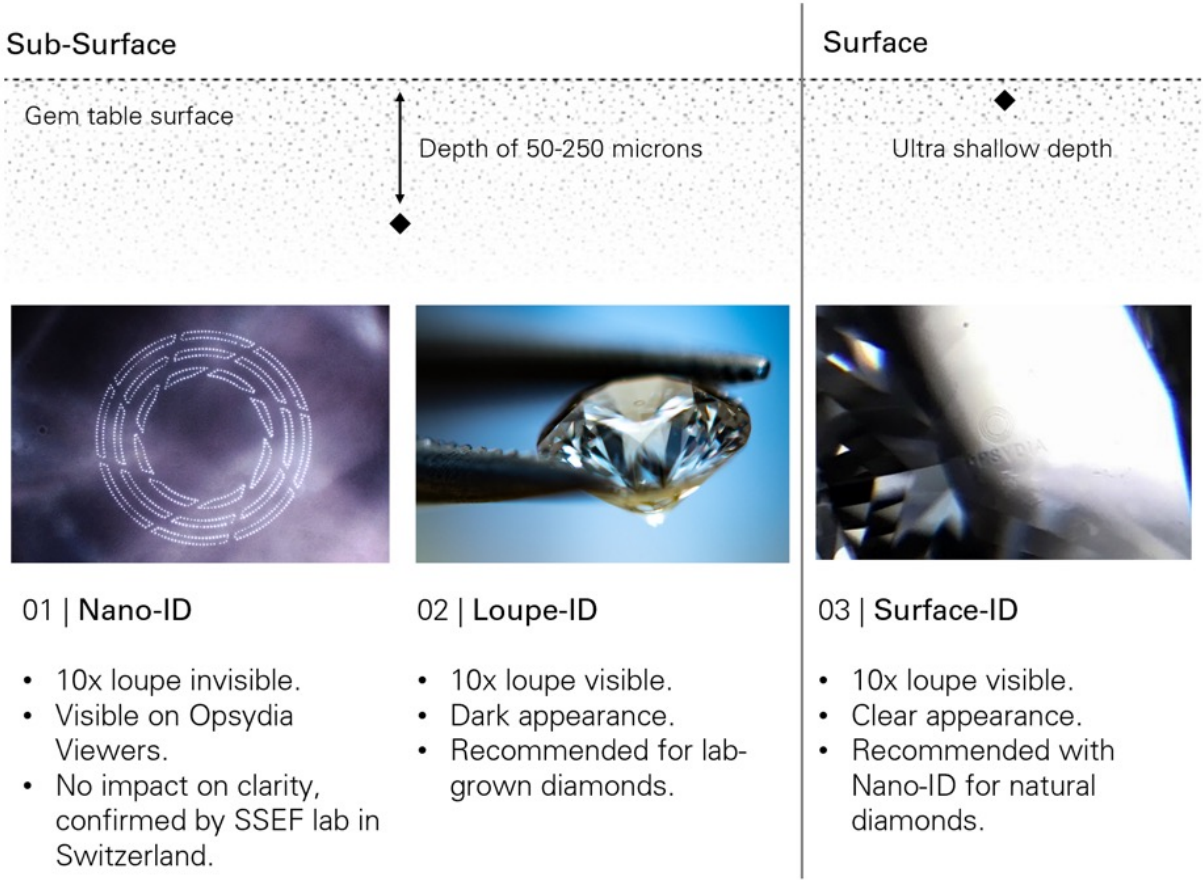 Sub-Surface
Surface
Gem table surface
Depth of 50-250 microns
Ultra shallow depth
OPSYDIA
01 | Nano-ID
• 10x loupe invisible.
• Visible on Opsydia
Viewers.
• No impact on clarity,
confirmed by SSEF lab in
Switzerland.
02 | Loupe-ID
• 10x loupe visible.
• Dark appearance.
• Recommended for lab-
grown diamonds.
03 | Surface-ID
• 10x loupe visible.
• Clear appearance.
• Recommended with
Nano-ID for natural
diamonds.